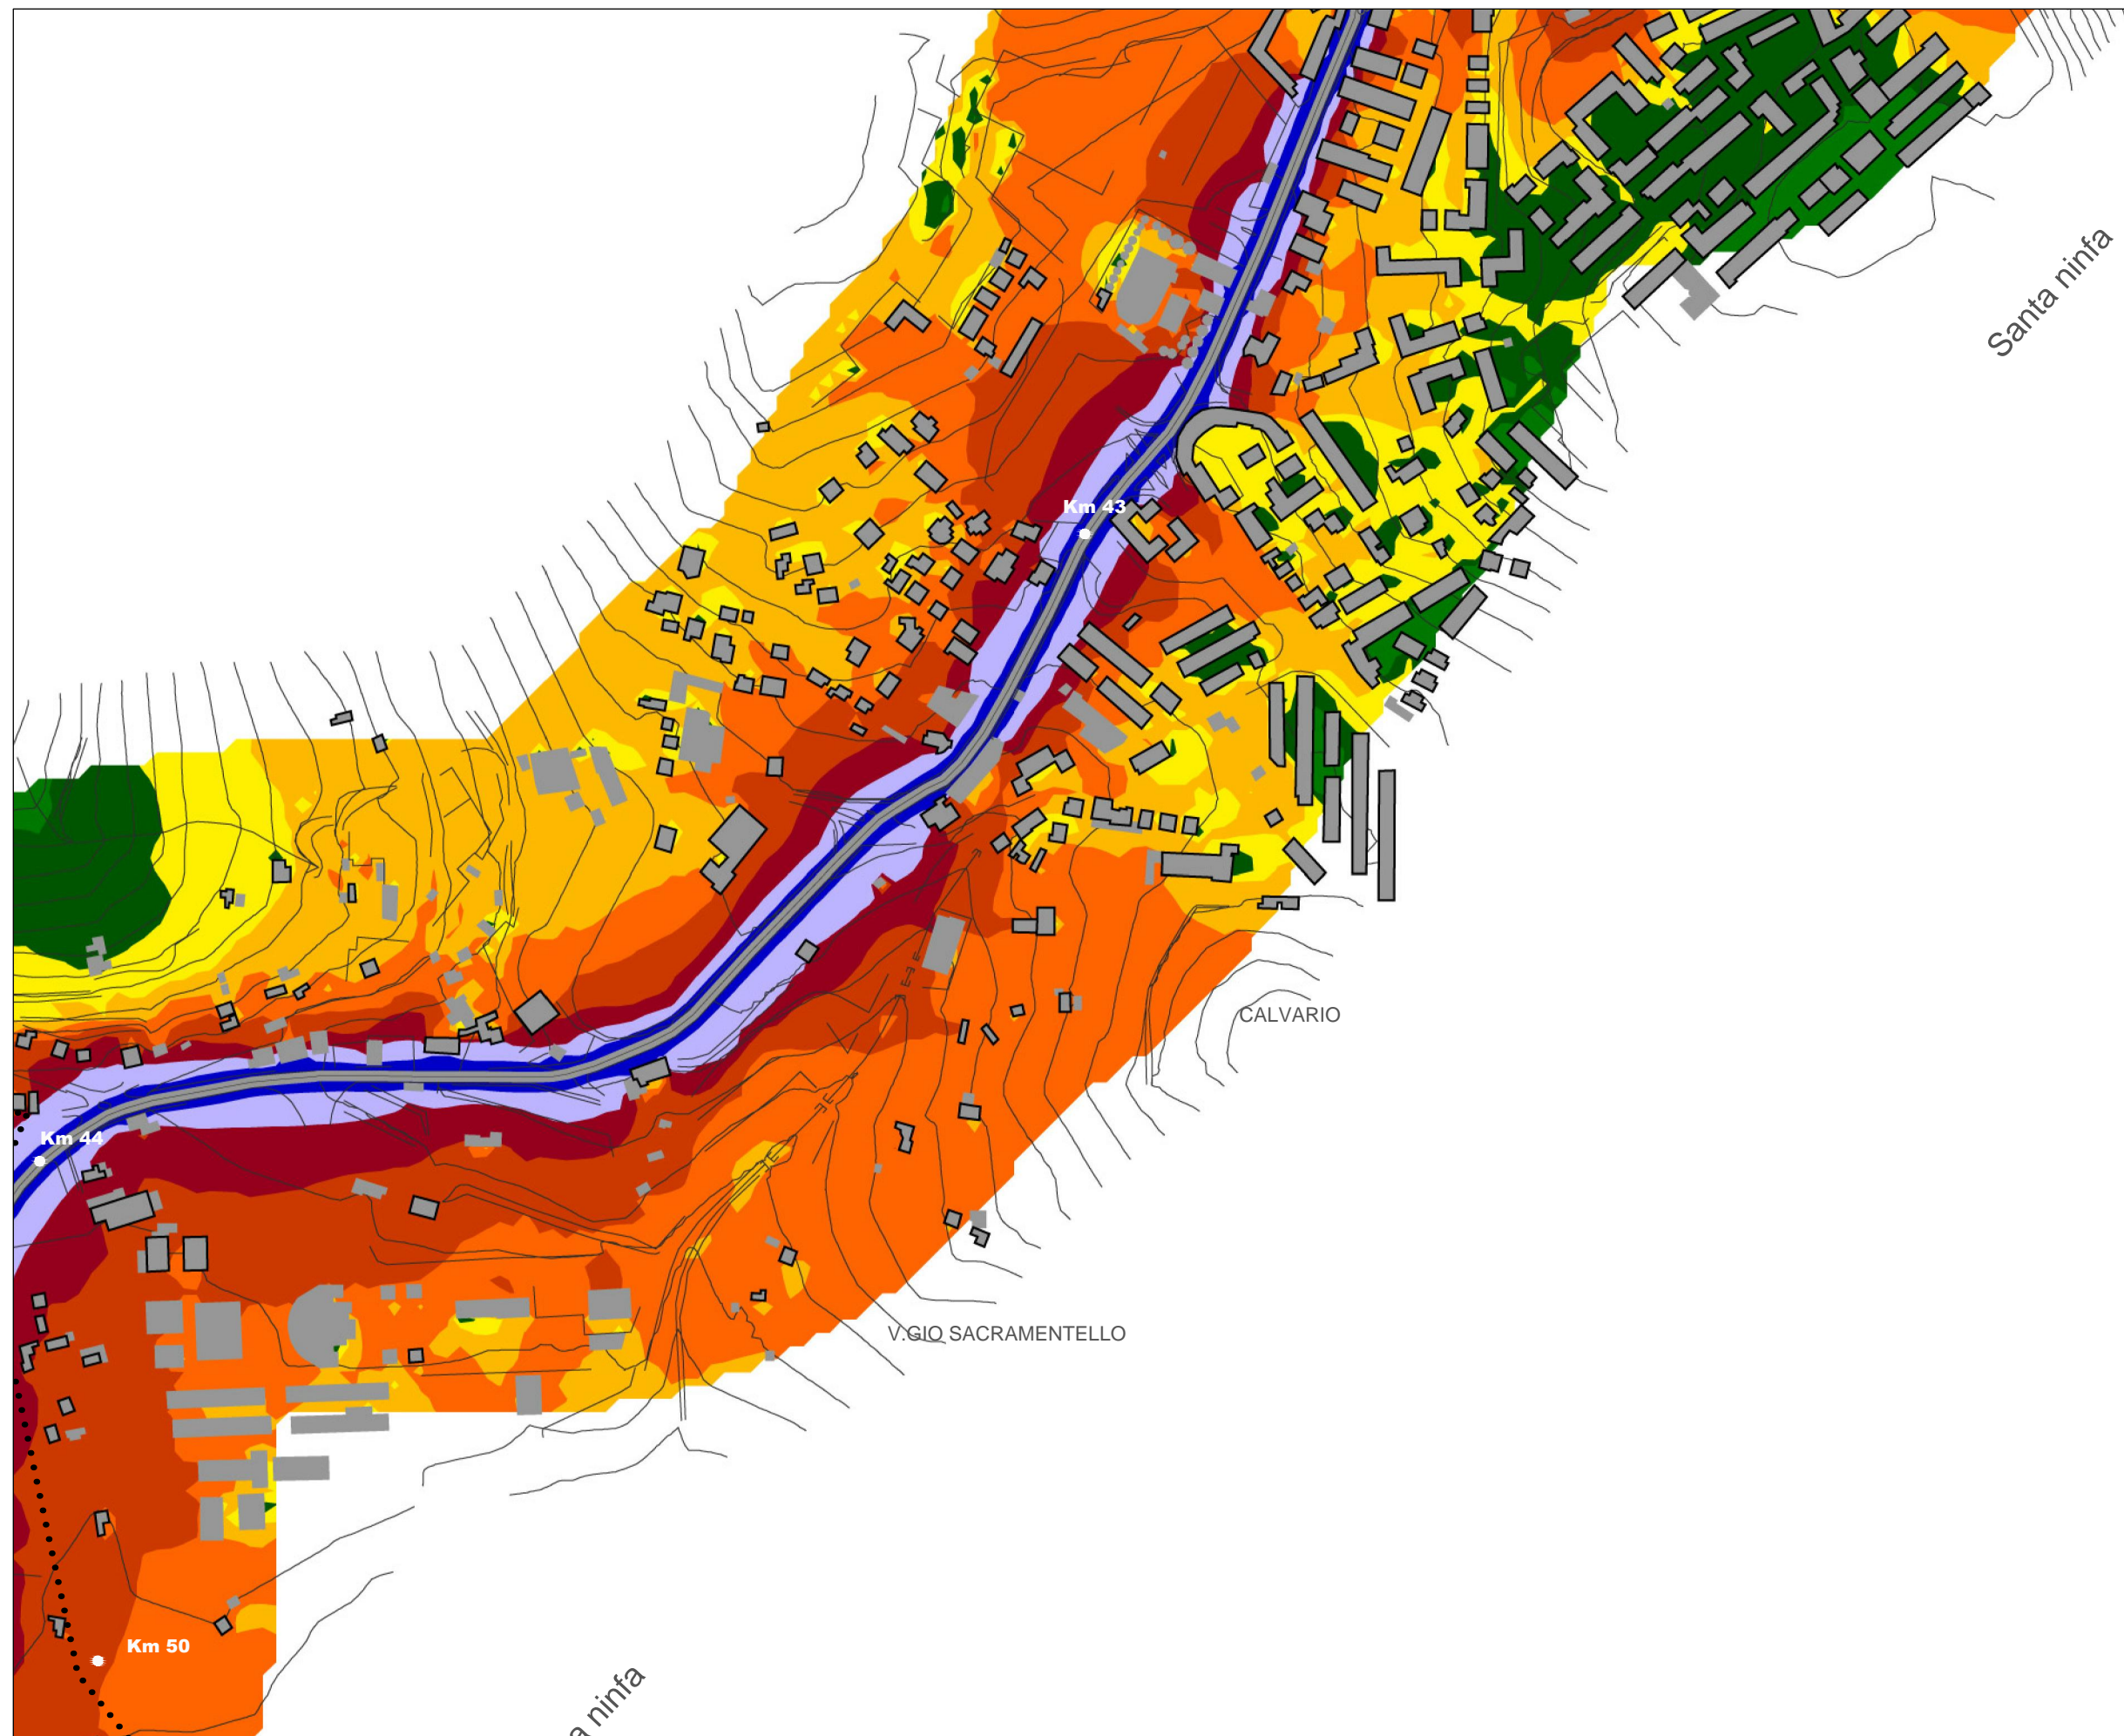 Santa ninfa
Km 43
CALVARIO
Km 44
V.GIO SACRAMENTELLO
Km 50
a ninfa